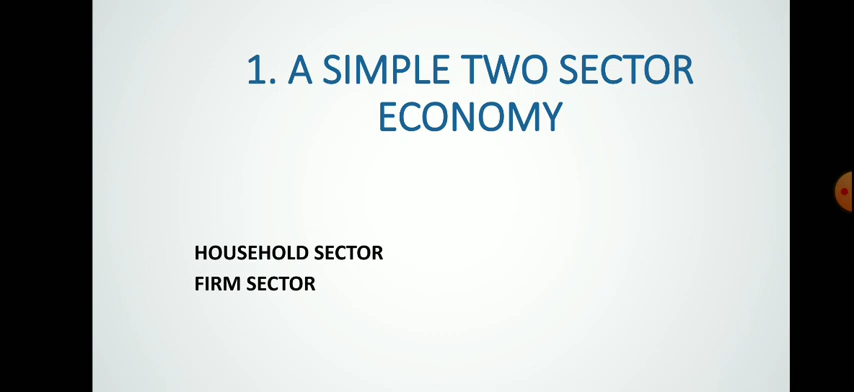 1. A SIMPLE TWO SECTOR
ECONOMY
HOUSEHOLD SECTOR
FIRM SECTOR